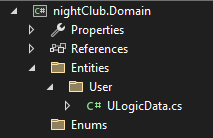 C# nightClub.Domain
Properties
References
Entities
User
C# ULogicData.cs
Enums